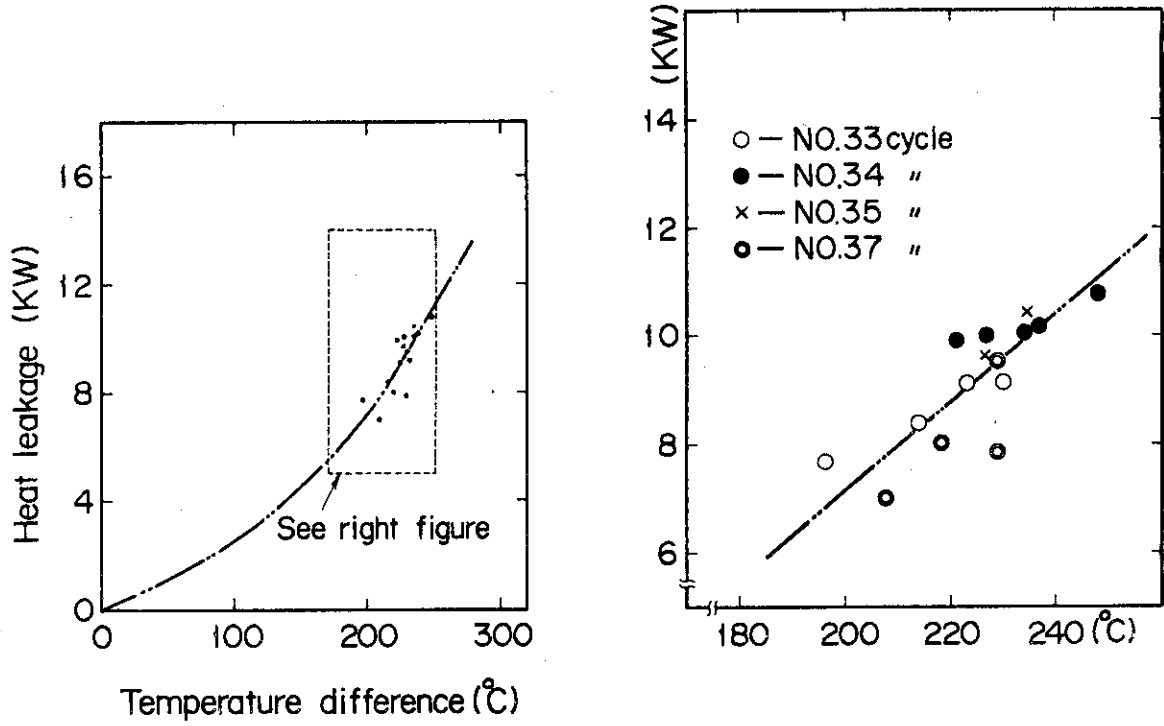 Heat leakage (KW)
16
12
8
4
0
0 100 200 300
See right figure
Temperature difference (°C)
(KW)
14
12
10
8
6
180 200 220 240 (°C)
○ — NO.33 cycle
● — NO.34 〃
× — NO.35 〃
◎ — NO.37 〃